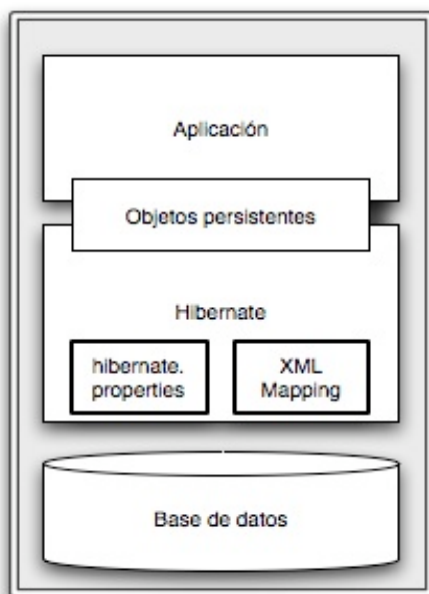 Aplicación
Objetos persistentes
Hibernate
hibernate.
properties
XML
Mapping
Base de datos